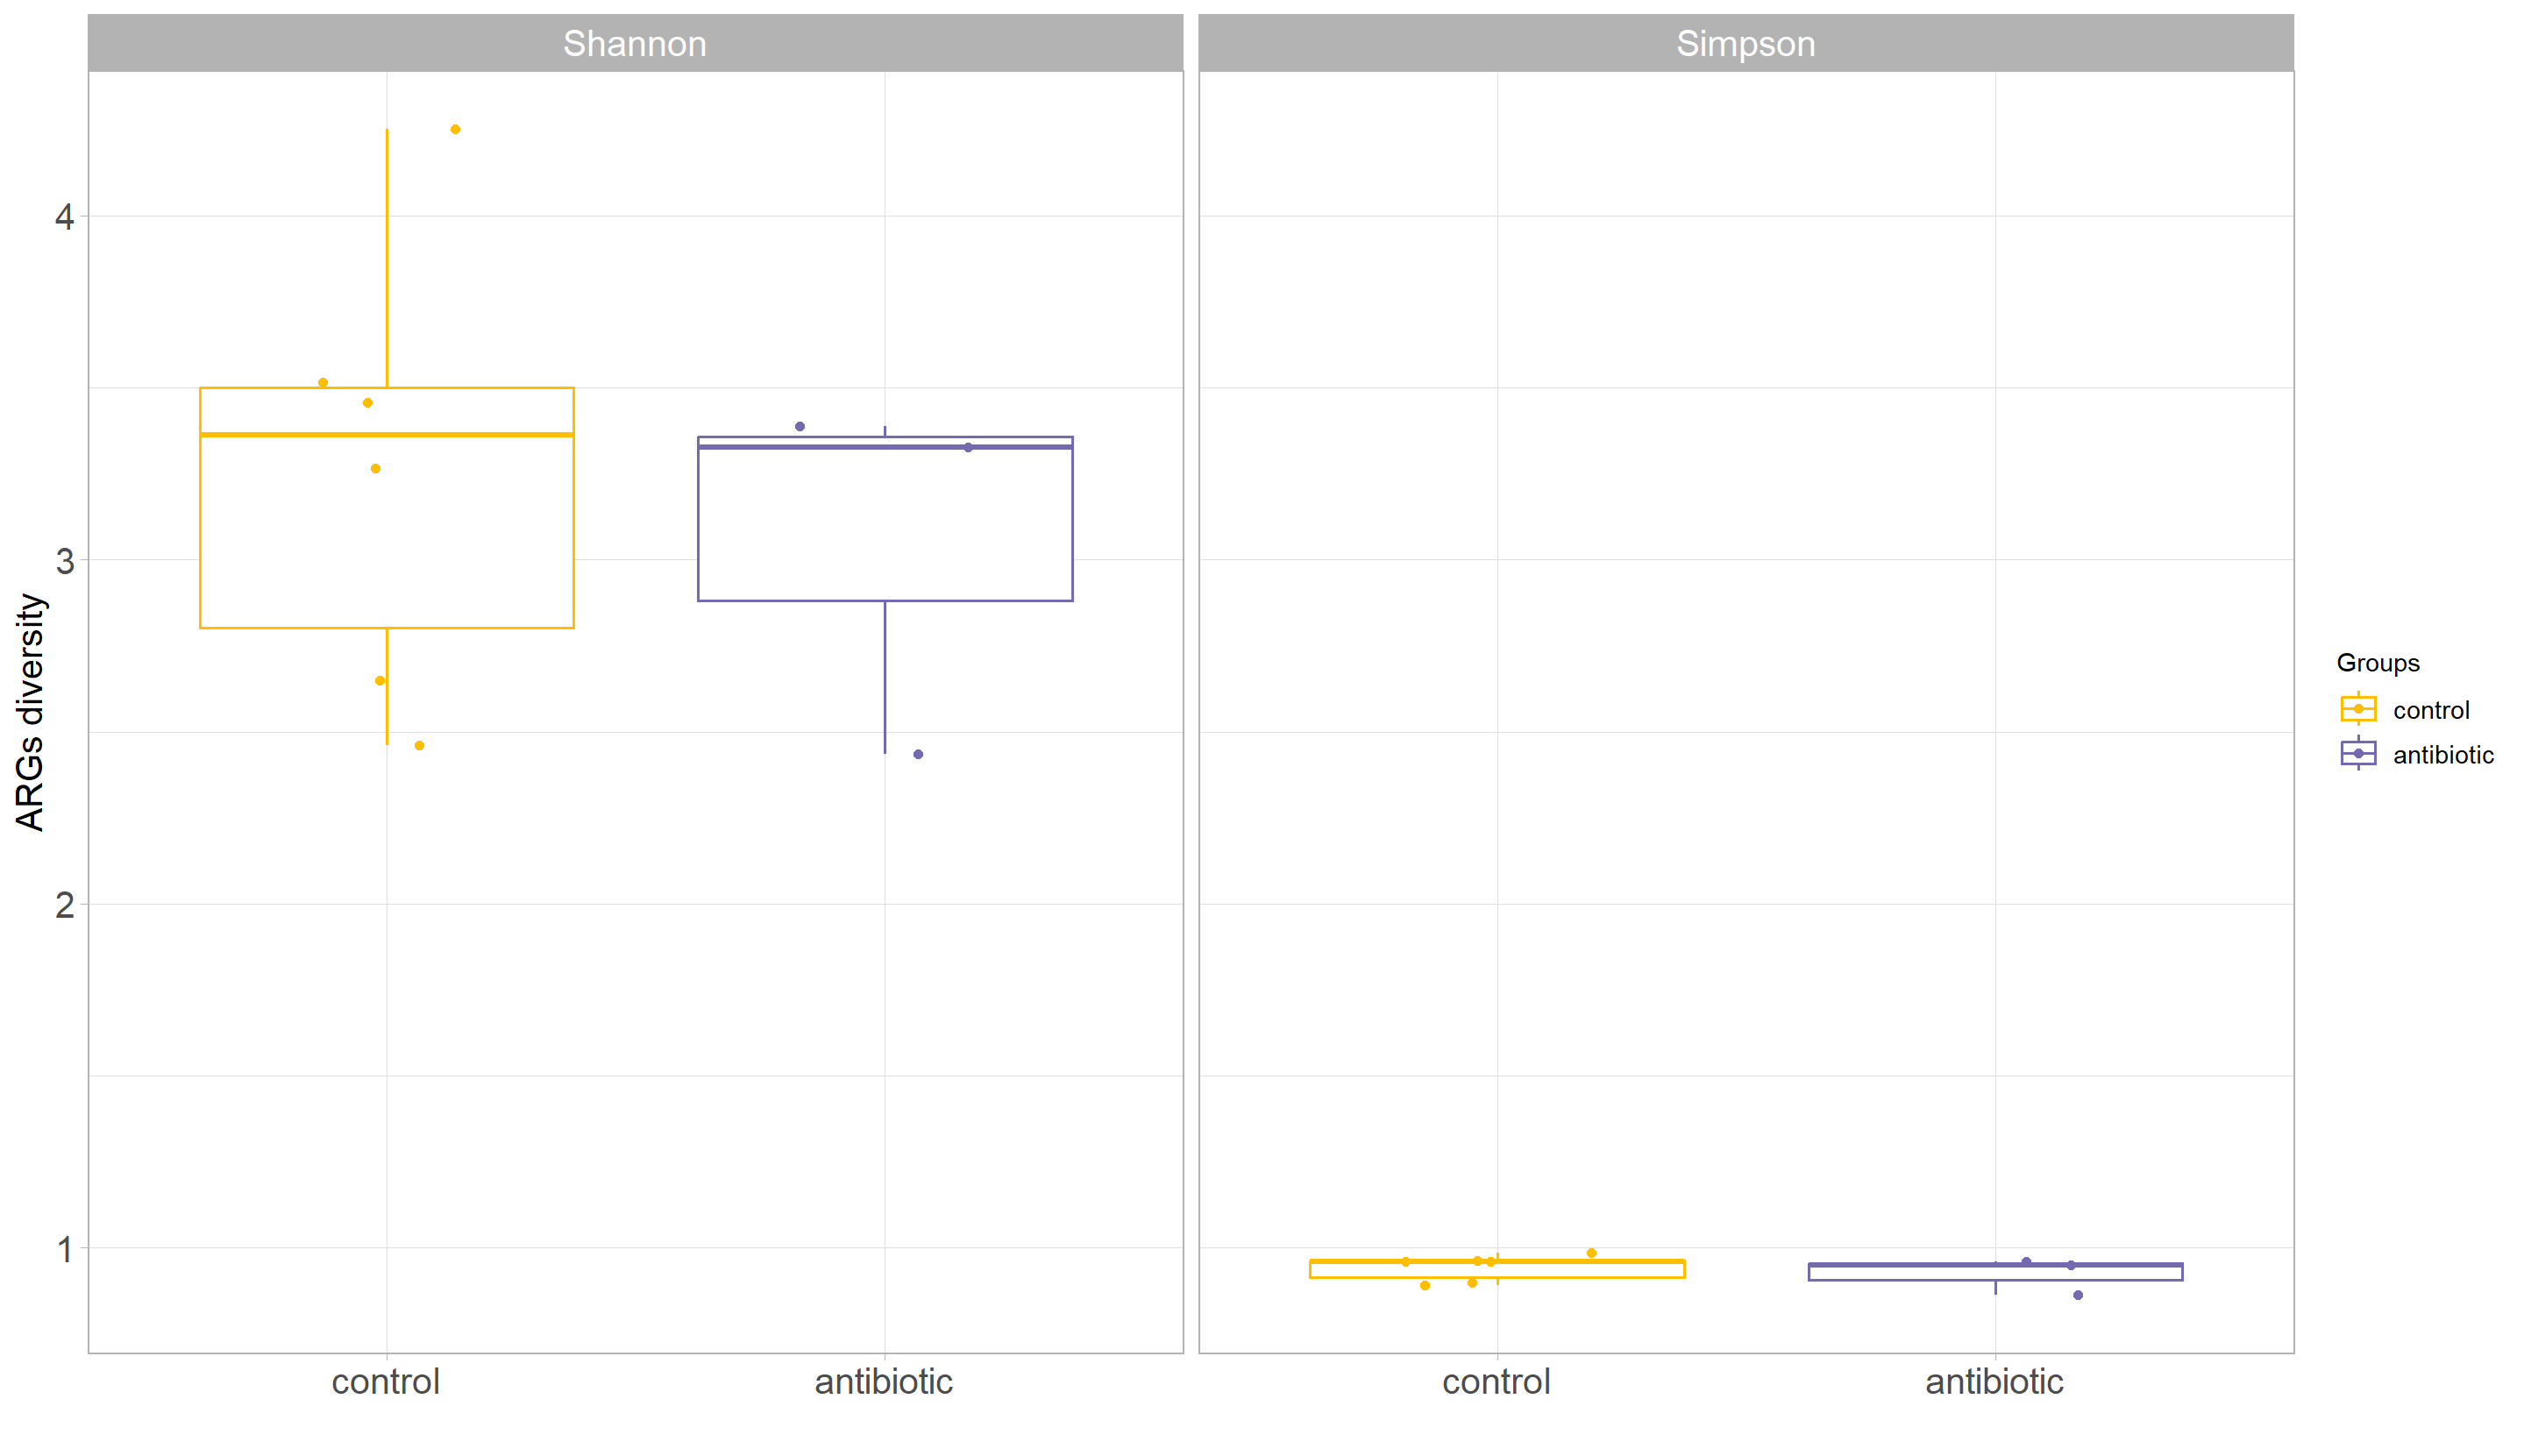 Shannon
Simpson
ARGs diversity
4
3
2
1
control
antibiotic
control
antibiotic
Groups
control
antibiotic